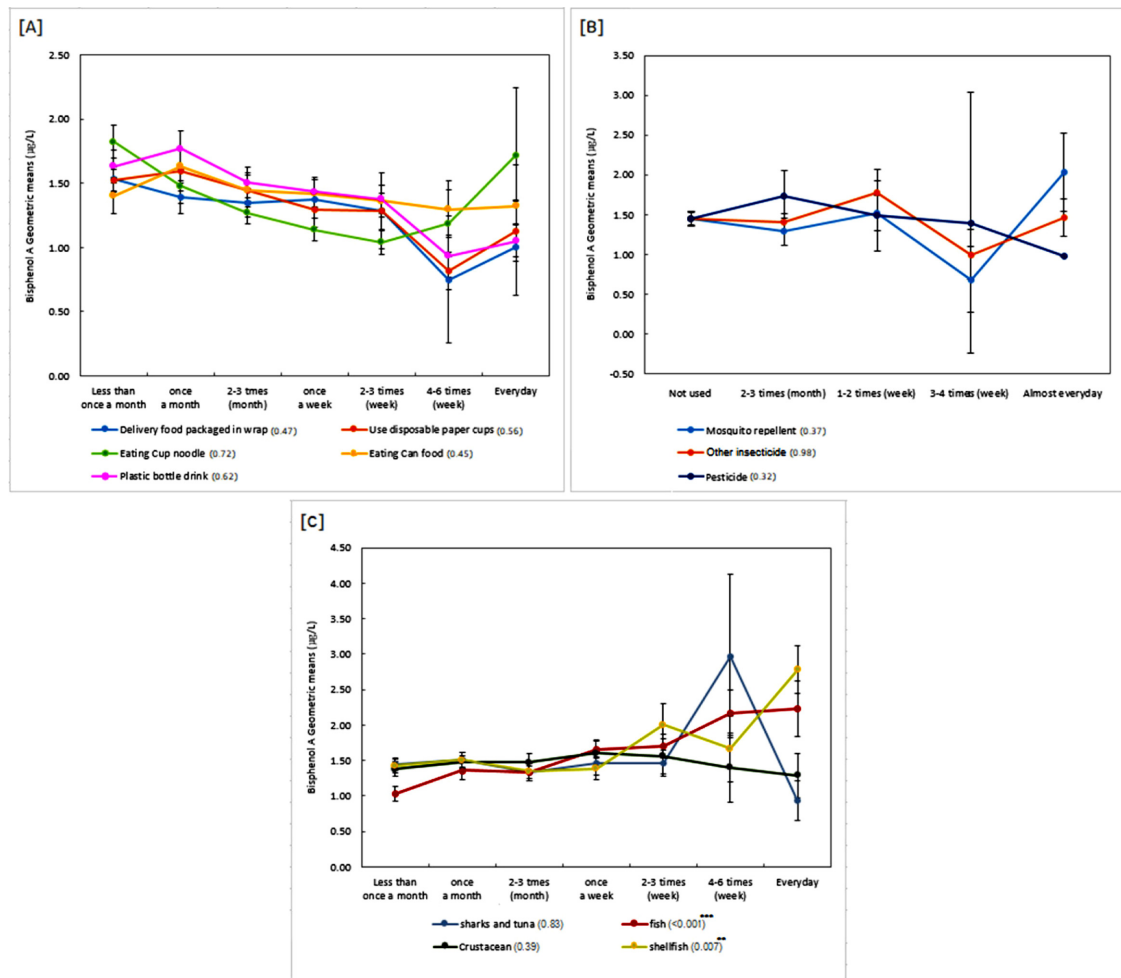 [A]
2.50
2.00
1.50
1.00
0.50
0.00
Bisphenol A Geometric means (㎍/L)
Less than once a month
once a month
2-3 tmes (month)
once a week
2-3 times (week)
4-6 times (week)
Everyday
Delivery food packaged in wrap (0.47)
Use disposable paper cups (0.56)
Eating Cup noodle (0.72)
Eating Can food (0.45)
Plastic bottle drink (0.62)
[B]
3.50
3.00
2.50
2.00
1.50
1.00
0.50
0.00
-0.50
Bisphenol A Geometric means (㎍/L)
Not used
2-3 times (month)
1-2 times (week)
3-4 times (week)
Almost everyday
Mosquito repellent (0.37)
Other insecticide (0.98)
Pesticide (0.32)
[C]
4.50
4.00
3.50
3.00
2.50
2.00
1.50
1.00
0.50
0.00
Bisphenol A Geometric means (㎍/L)
Less than once a month
once a month
2-3 tmes (month)
once a week
2-3 times (week)
4-6 times (week)
Everyday
sharks and tuna (0.83)
fish (<0.001)***
Crustacean (0.39)
shellfish (0.007)**